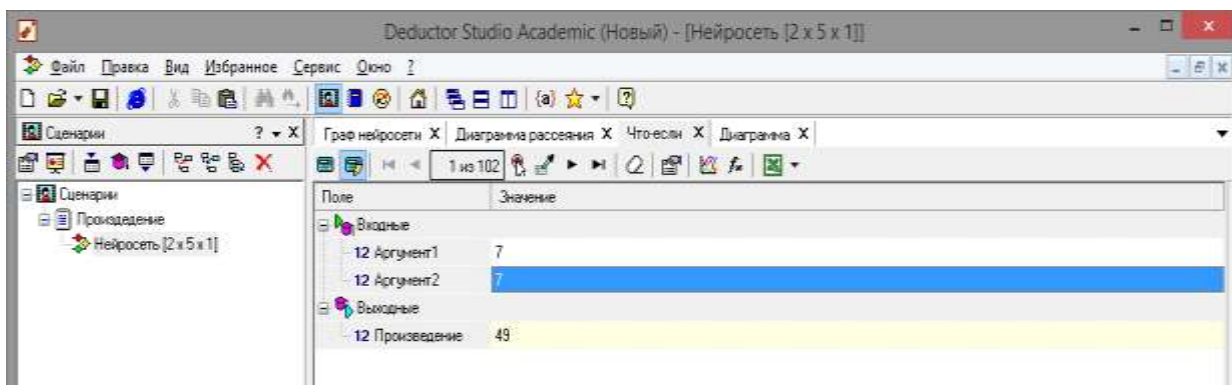 Deductor Studio Academic (Новый) - [Нейросеть [2 x 5 x 1]]
Файл Правка Вид Избранное Сервис Окно ?
Сценарии
Граф нейросети X Диаграмма рассеяния X Что-если X Диаграмма X
1 из 102
Сценарии
Произдедение
Нейросеть [2 x 5 x 1]
Поле Значение
Входные
12 Аргумент1 7
12 Аргумент2 7
Выходные
12 Произведение 49